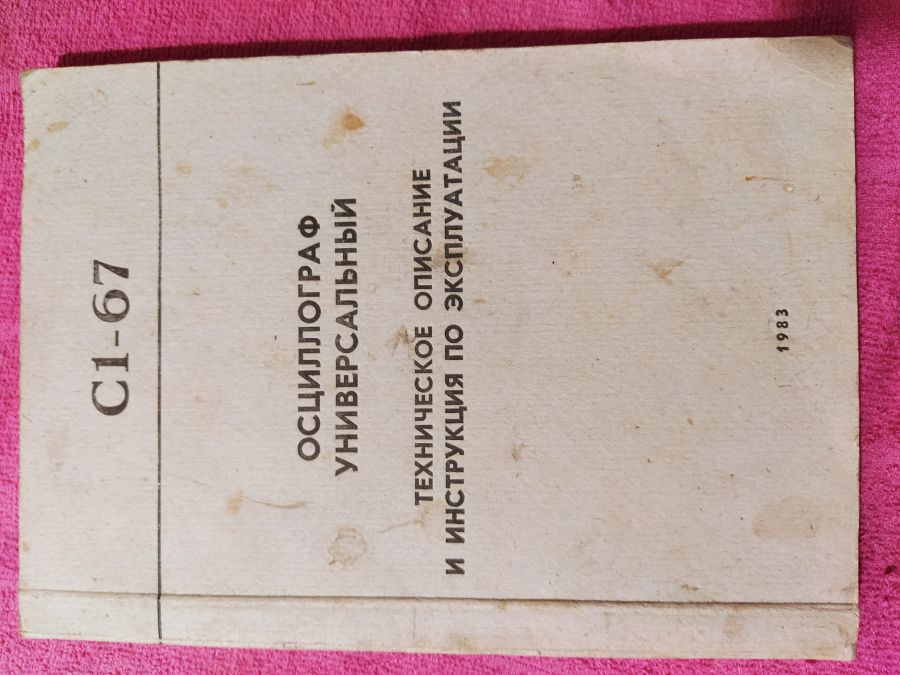 С1-67
ОСЦИЛЛОГРАФ
УНИВЕРСАЛЬНЫЙ
ТЕХНИЧЕСКОЕ ОПИСАНИЕ
И ИНСТРУКЦИЯ ПО ЭКСПЛУАТАЦИИ
1983